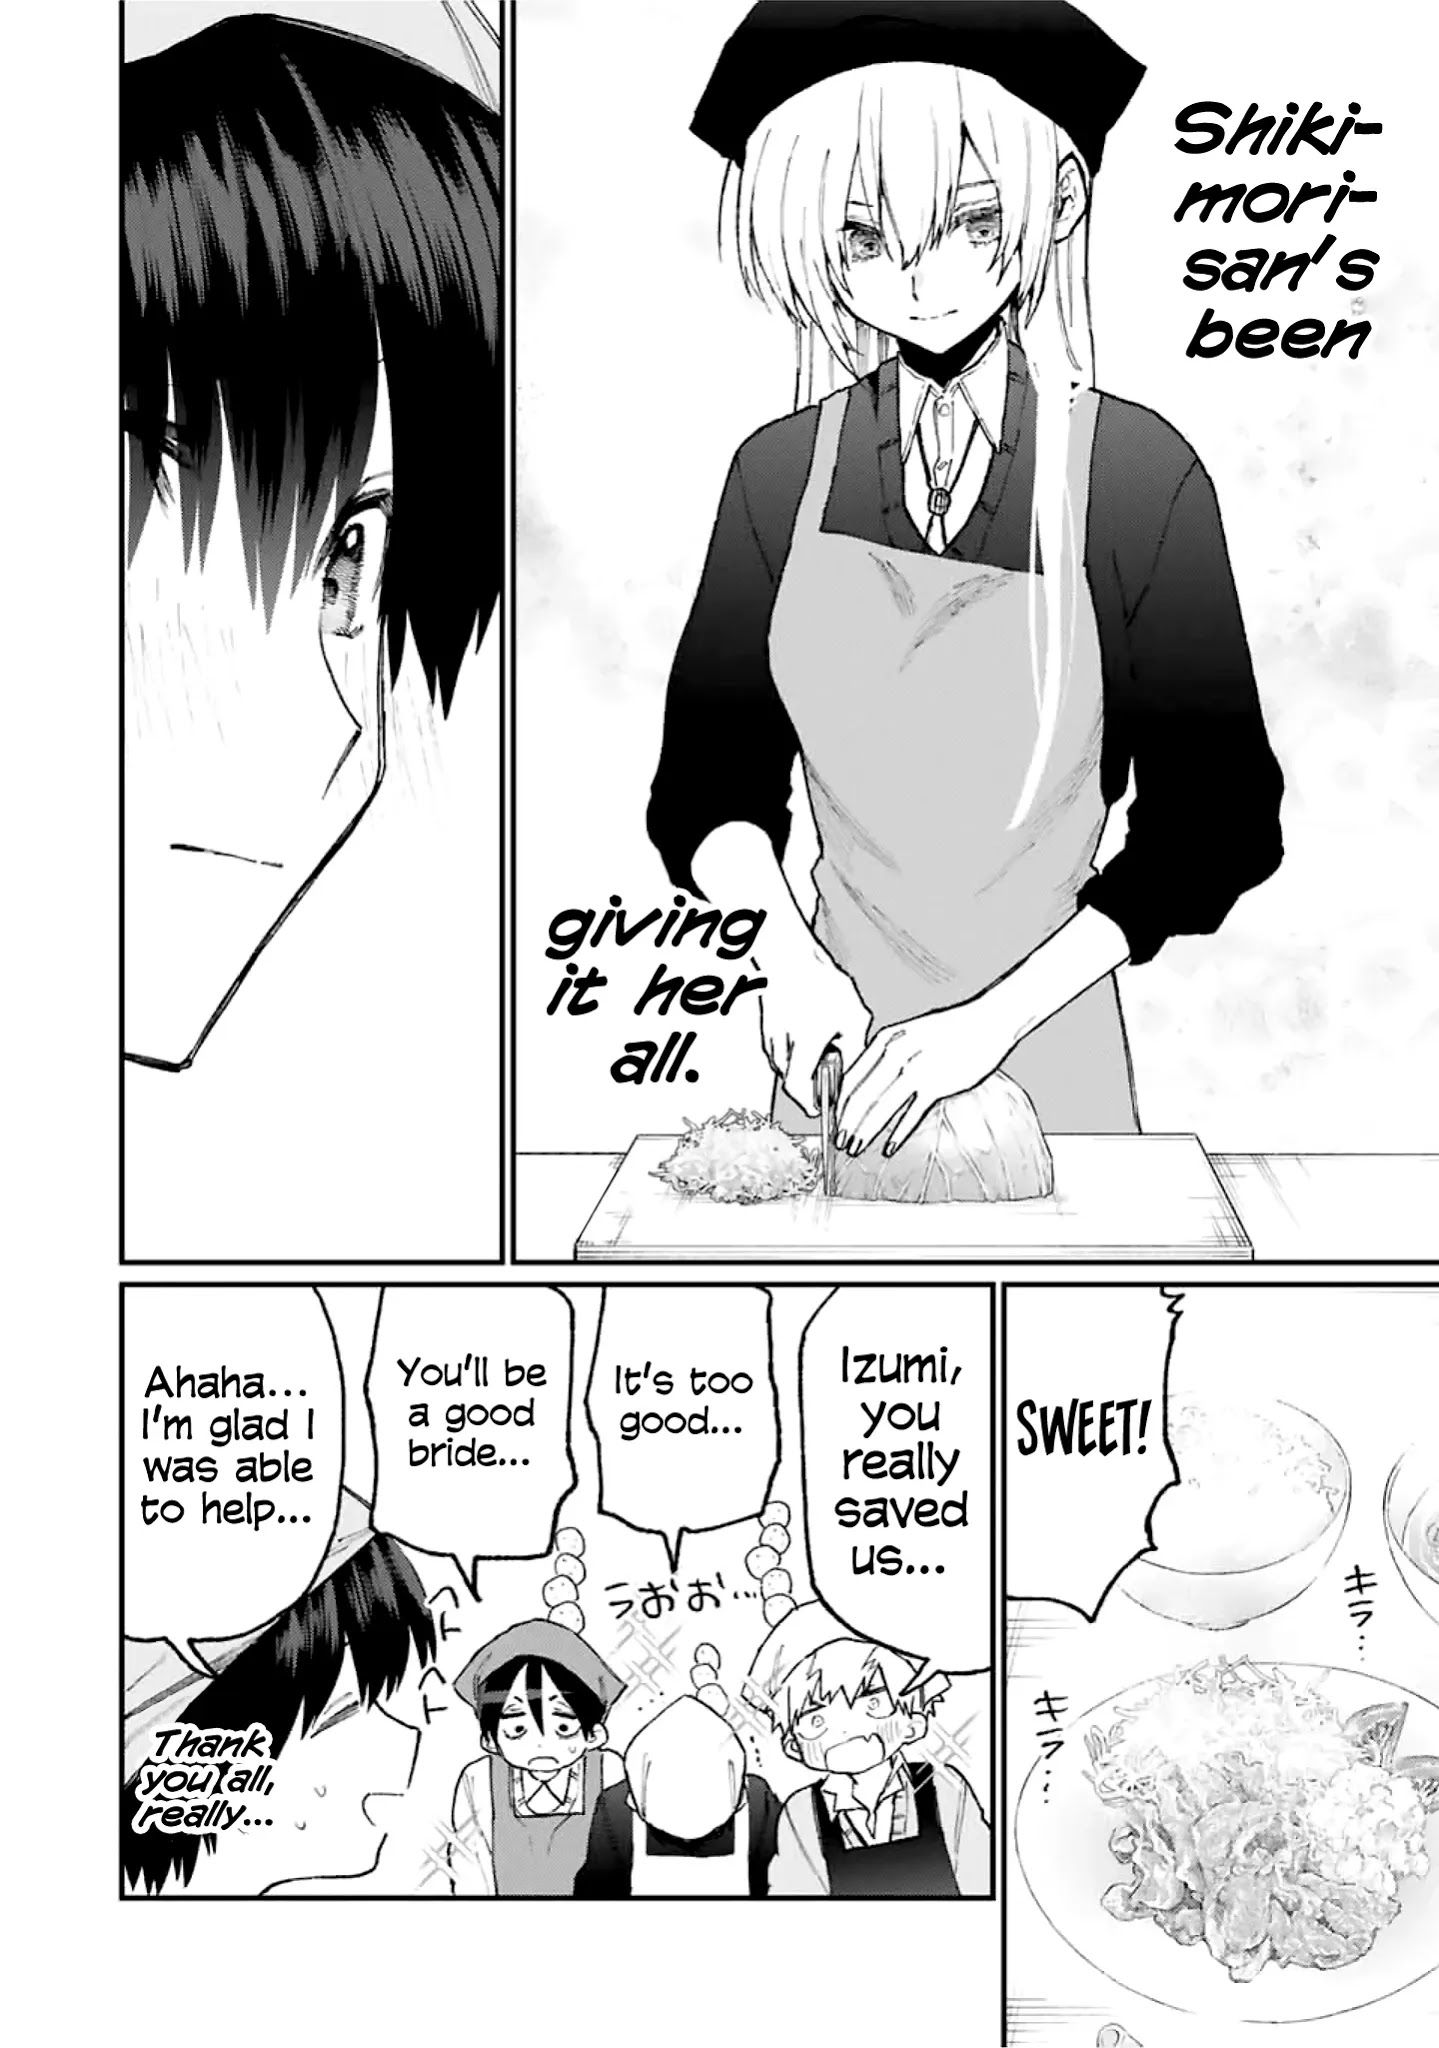 Shiki-
mori-
san's
been
giving
it her
all.
SWEET!
キラ...
キラ...
Izumi,
you
really
saved
us...
It's too
good...
You'll be
a good
bride...
Ahaha...
I'm glad I
was able
to help...
うおお...
Thank
you all,
really...